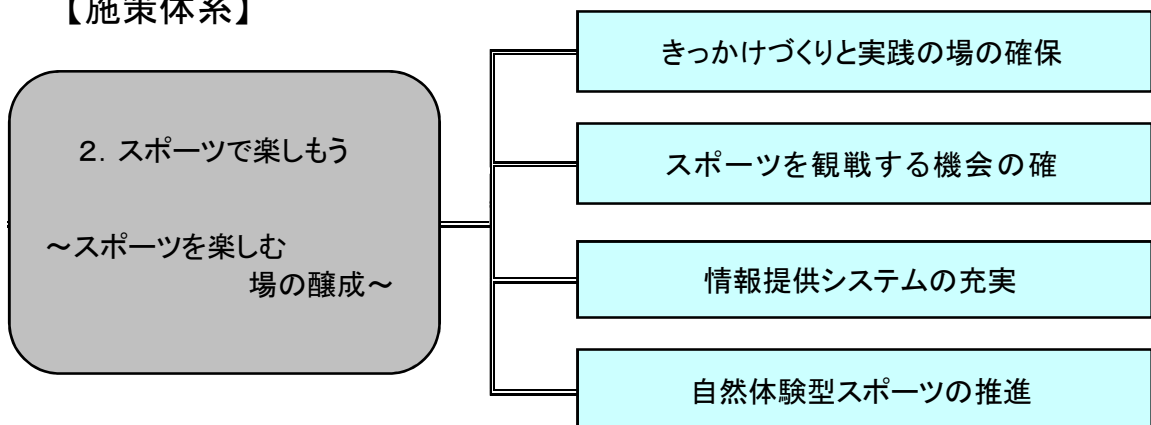 【施策体系】
2．スポーツで楽しもう
～スポーツを楽しむ
場の醸成～
きっかけづくりと実践の場の確保
スポーツを観戦する機会の確
情報提供システムの充実
自然体験型スポーツの推進